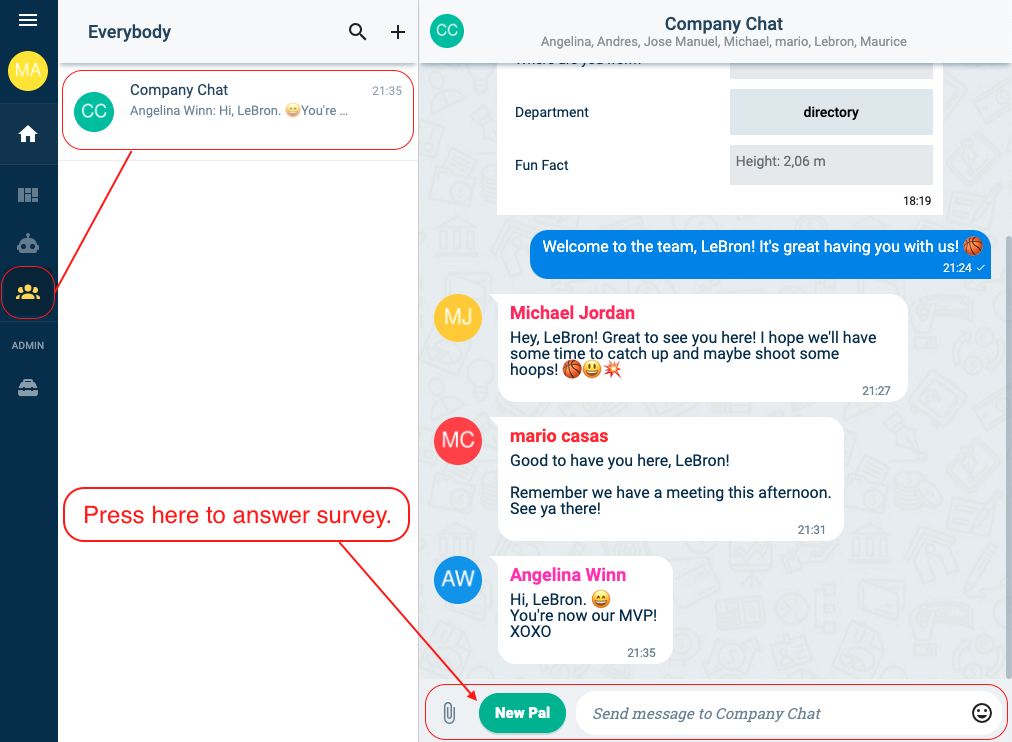 MA
ADMIN
Everybody
CC
Company Chat
21:35
Angelina Winn: Hi, LeBron. 😄You're now …
Press here to answer survey.
CC
Company Chat
Angelina, Andres, Jose Manuel, Michael, mario, Lebron, Maurice
Department
directory
Fun Fact
Height: 2,06 m
18:19
Welcome to the team, LeBron! It's great having you with us! 🏀
21:24 ✓
MJ
Michael Jordan
Hey, LeBron! Great to see you here! I hope we'll have
some time to catch up and maybe shoot some
hoops! 🏀😃💥
21:27
MC
mario casas
Good to have you here, LeBron!
Remember we have a meeting this afternoon.
See ya there!
21:31
AW
Angelina Winn
Hi, LeBron. 😄
You're now our MVP!
XOXO
21:35
New Pal
Send message to Company Chat